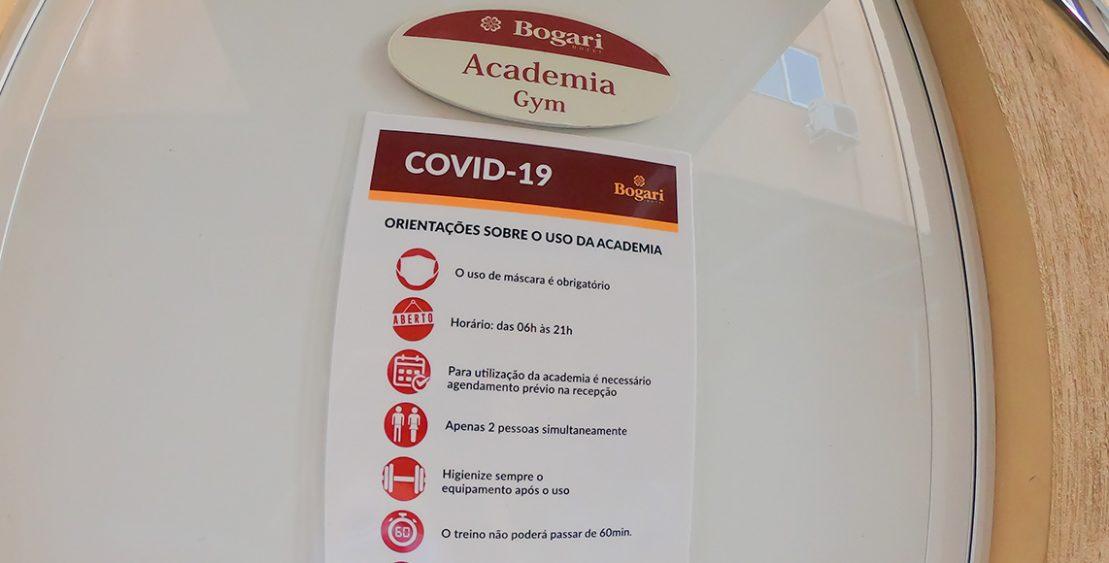 Bogari
HOTEL
Academia
Gym
COVID-19
Bogari
HOTEL
ORIENTAÇÕES SOBRE O USO DA ACADEMIA
O uso de máscara é obrigatório
ABERTO
Horário: das 06h às 21h
Para utilização da academia é necessário
agendamento prévio na recepção
Apenas 2 pessoas simultaneamente
Higienize sempre o
equipamento após o uso
60
O treino não poderá passar de 60min.